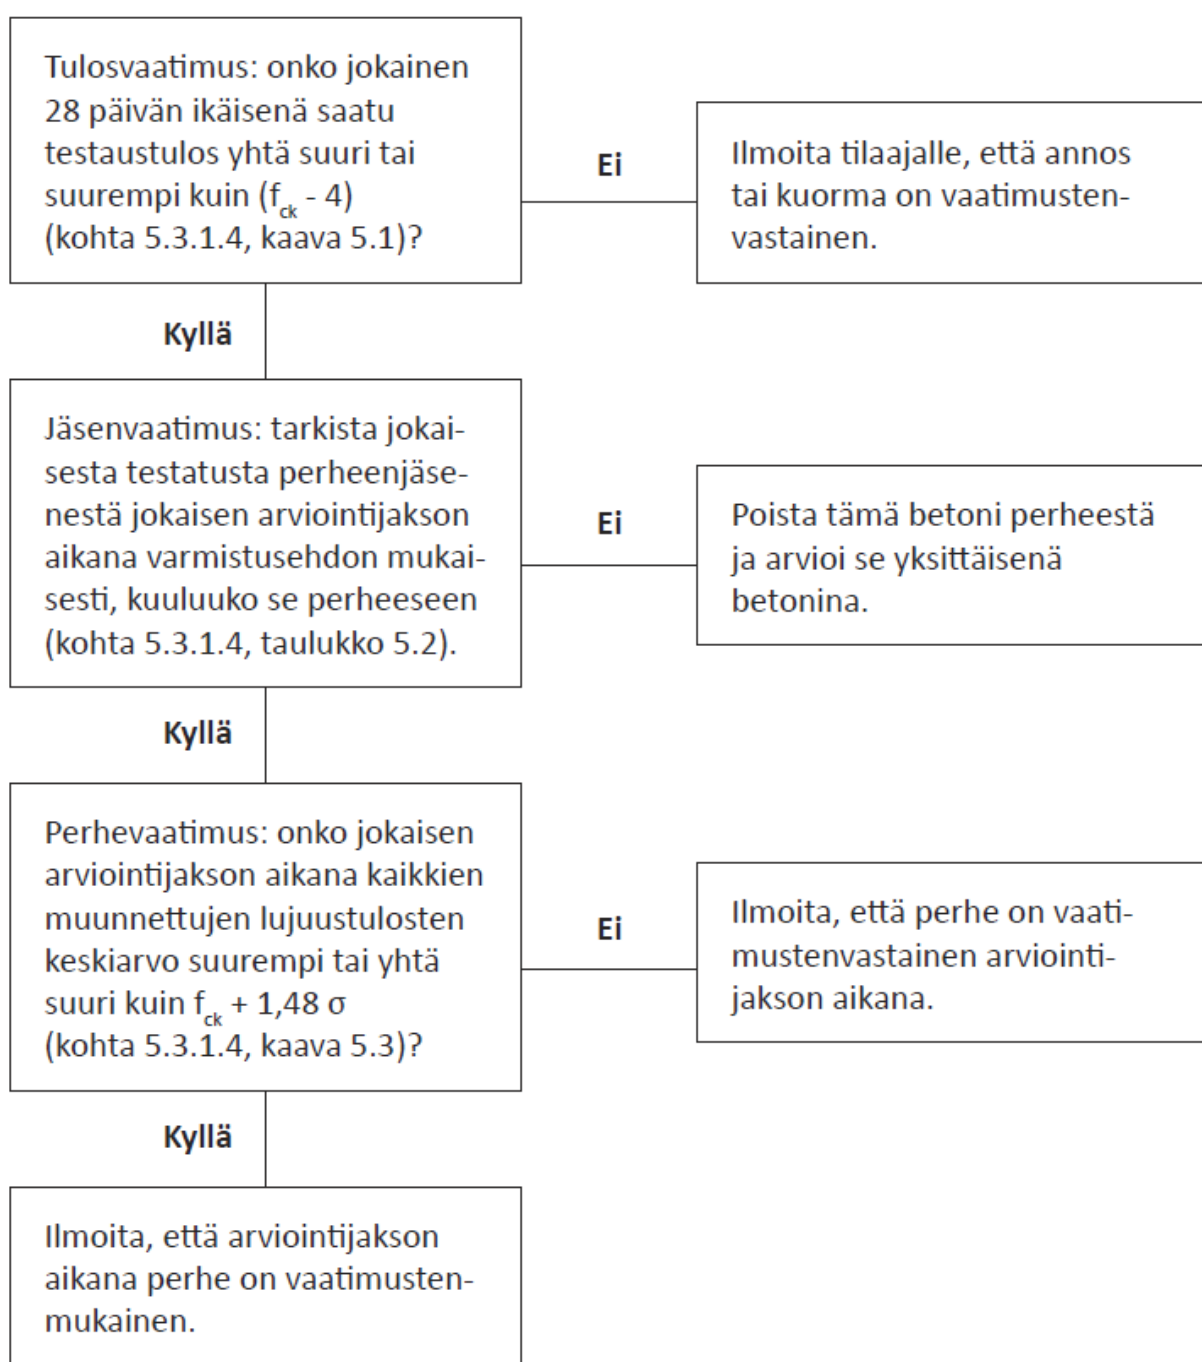 Tulosvaatimus: onko jokainen
28 päivän ikäisenä saatu
testaustulos yhtä suuri tai
suurempi kuin (fck - 4)
(kohta 5.3.1.4, kaava 5.1)?
Ei
Ilmoita tilaajalle, että annos
tai kuorma on vaatimusten-
vastainen.
Kyllä
Jäsenvaatimus: tarkista jokai-
sesta testatusta perheenjäse-
nestä jokaisen arviointijakson
aikana varmistusehdon mukai-
sesti, kuuluuko se perheeseen
(kohta 5.3.1.4, taulukko 5.2).
Ei
Poista tämä betoni perheestä
ja arvioi se yksittäisenä
betonina.
Kyllä
Perhevaatimus: onko jokaisen
arviointijakson aikana kaikkien
muunnettujen lujuustulosten
keskiarvo suurempi tai yhtä
suuri kuin fck + 1,48 σ
(kohta 5.3.1.4, kaava 5.3)?
Ei
Ilmoita, että perhe on vaati-
mustenvastainen arviointi-
jakson aikana.
Kyllä
Ilmoita, että arviointijakson
aikana perhe on vaatimusten-
mukainen.